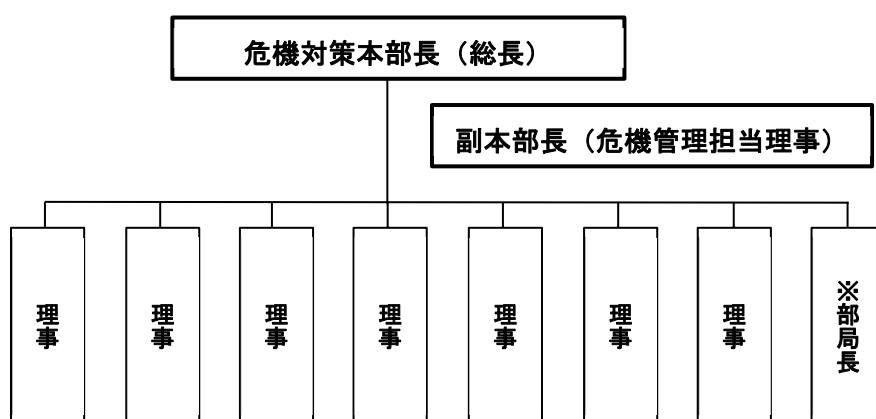 危機対策本部長（総長）
副本部長（危機管理担当理事）
理事
理事
理事
理事
理事
理事
理事
※部局長